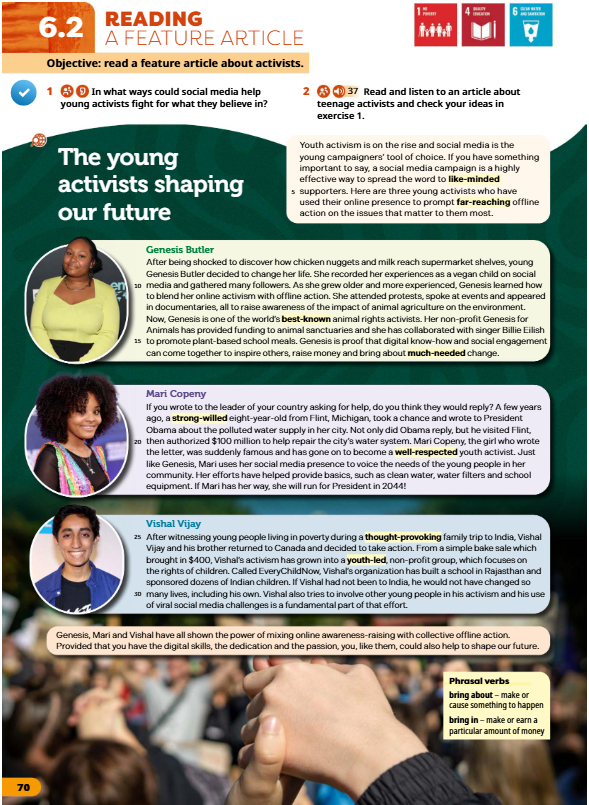 6.2
READING
A FEATURE ARTICLE
1 NO POVERTY
4 QUALITY EDUCATION
6 CLEAN WATER AND SANITATION
Objective: read a feature article about activists.
1 In what ways could social media help
young activists fight for what they believe in?
2 37 Read and listen to an article about
teenage activists and check your ideas in
exercise 1.
The young
activists shaping
our future
Youth activism is on the rise and social media is the
young campaigners' tool of choice. If you have something
important to say, a social media campaign is a highly
effective way to spread the word to like-minded
5 supporters. Here are three young activists who have
used their online presence to prompt far-reaching offline
action on the issues that matter to them most.
Genesis Butler
After being shocked to discover how chicken nuggets and milk reach supermarket shelves, young
Genesis Butler decided to change her life. She recorded her experiences as a vegan child on social
10 media and gathered many followers. As she grew older and more experienced, Genesis learned how
to blend her online activism with offline action. She attended protests, spoke at events and appeared
in documentaries, all to raise awareness of the impact of animal agriculture on the environment.
Now, Genesis is one of the world's best-known animal rights activists. Her non-profit Genesis for
Animals has provided funding to animal sanctuaries and she has collaborated with singer Billie Eilish
15 to promote plant-based school meals. Genesis is proof that digital know-how and social engagement
can come together to inspire others, raise money and bring about much-needed change.
Mari Copeny
If you wrote to the leader of your country asking for help, do you think they would reply? A few years
ago, a strong-willed eight-year-old from Flint, Michigan, took a chance and wrote to President
Obama about the polluted water supply in her city. Not only did Obama reply, but he visited Flint,
20 then authorized $100 million to help repair the city's water system. Mari Copeny, the girl who wrote
the letter, was suddenly famous and has gone on to become a well-respected youth activist. Just
like Genesis, Mari uses her social media presence to voice the needs of the young people in her
community. Her efforts have helped provide basics, such as clean water, water filters and school
equipment. If Mari has her way, she will run for President in 2044!
Vishal Vijay
25 After witnessing young people living in poverty during a thought-provoking family trip to India, Vishal
Vijay and his brother returned to Canada and decided to take action. From a simple bake sale which
brought in $400, Vishal's activism has grown into a youth-led, non-profit group, which focuses on
the rights of children. Called EveryChildNow, Vishal's organization has built a school in Rajasthan and
sponsored dozens of Indian children. If Vishal had not been to India, he would not have changed so
30 many lives, including his own. Vishal also tries to involve other young people in his activism and his use
of viral social media challenges is a fundamental part of that effort.
Genesis, Mari and Vishal have all shown the power of mixing online awareness-raising with collective offline action.
Provided that you have the digital skills, the dedication and the passion, you, like them, could also help to shape our future.
Phrasal verbs
bring about – make or
cause something to happen
bring in – make or earn a
particular amount of money
70